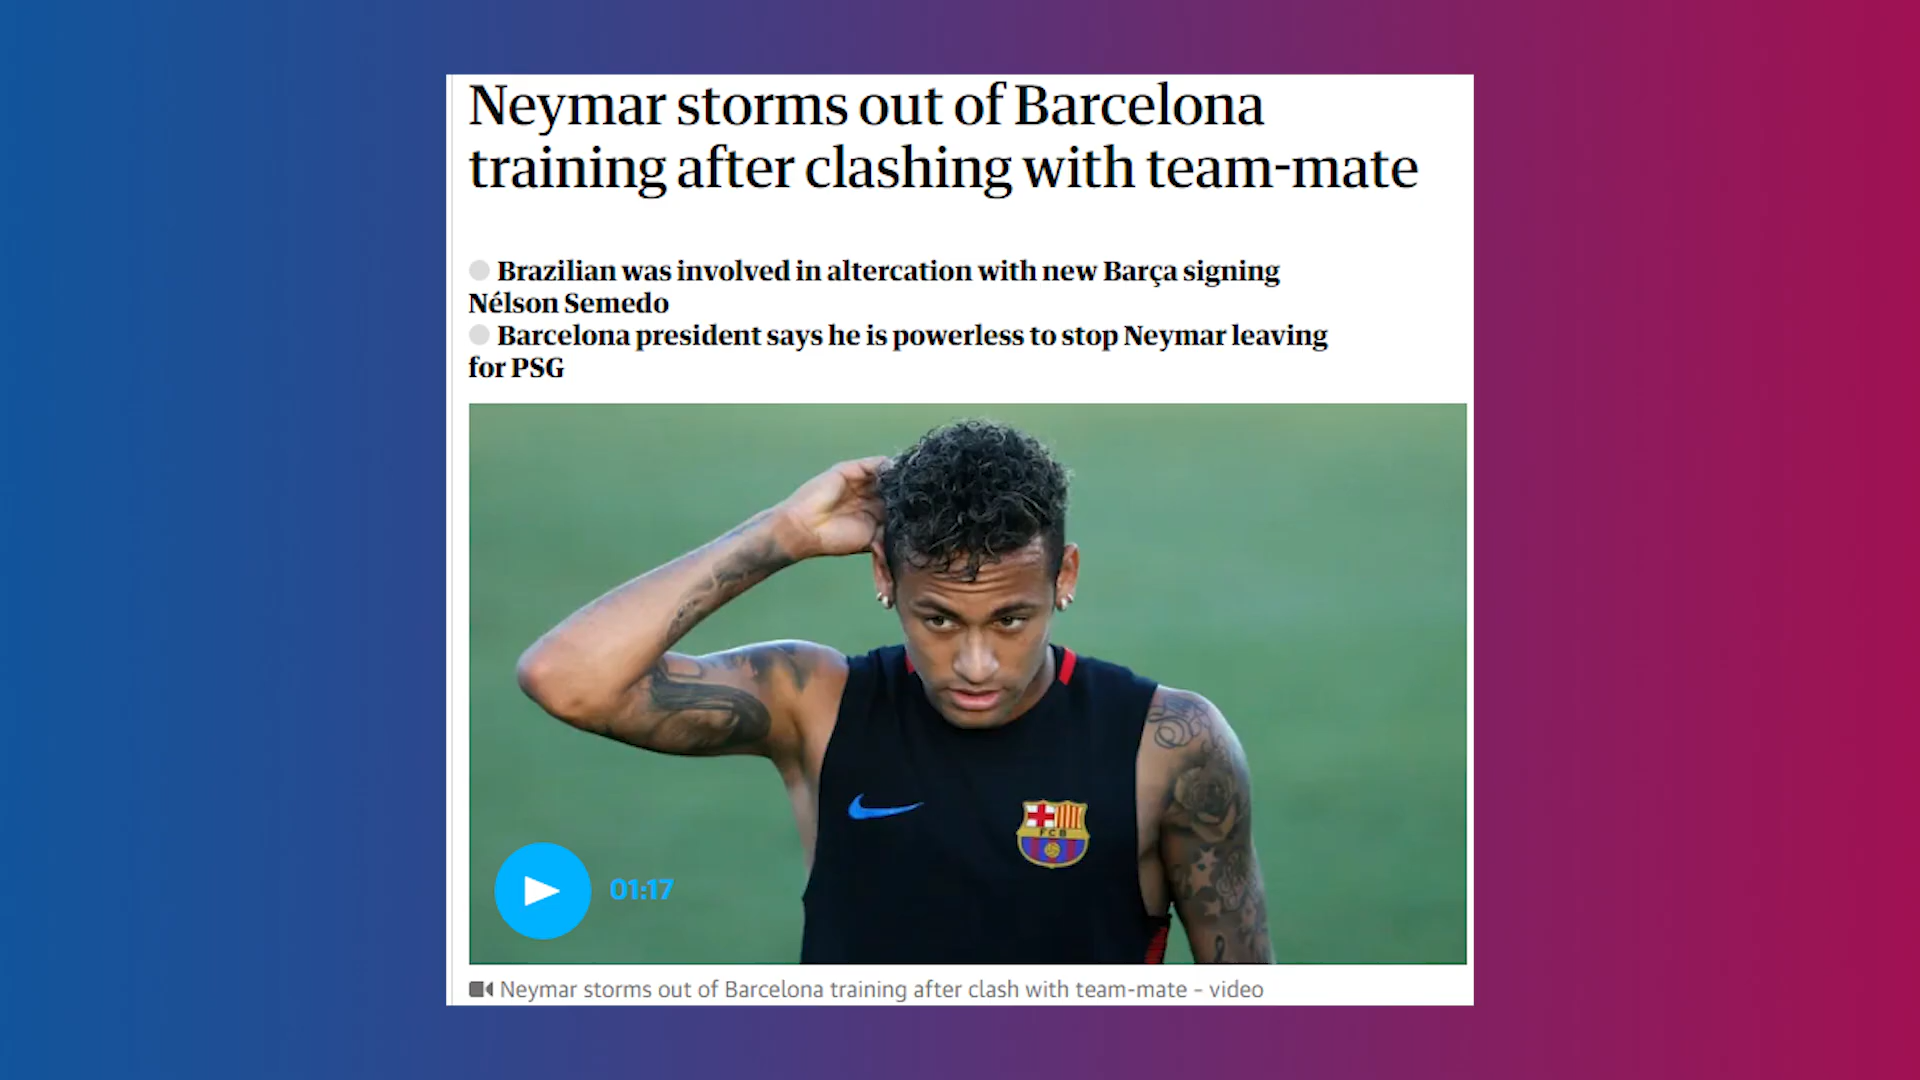 Neymar storms out of Barcelona
training after clashing with team-mate
Brazilian was involved in altercation with new Barça signing
Nélson Semedo
Barcelona president says he is powerless to stop Neymar leaving
for PSG
FCB
01:17
Neymar storms out of Barcelona training after clash with team-mate – video